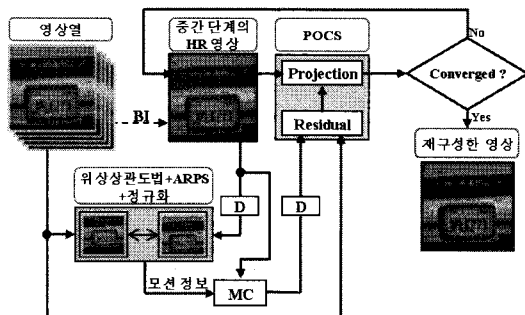 영상열
중간 단계의
HR 영상
POCS
Projection
Residual
No
Converged ?
Yes
재구성한 영상
BI
위상상관도법+ARPS
+정규화
D
D
모션 정보
MC